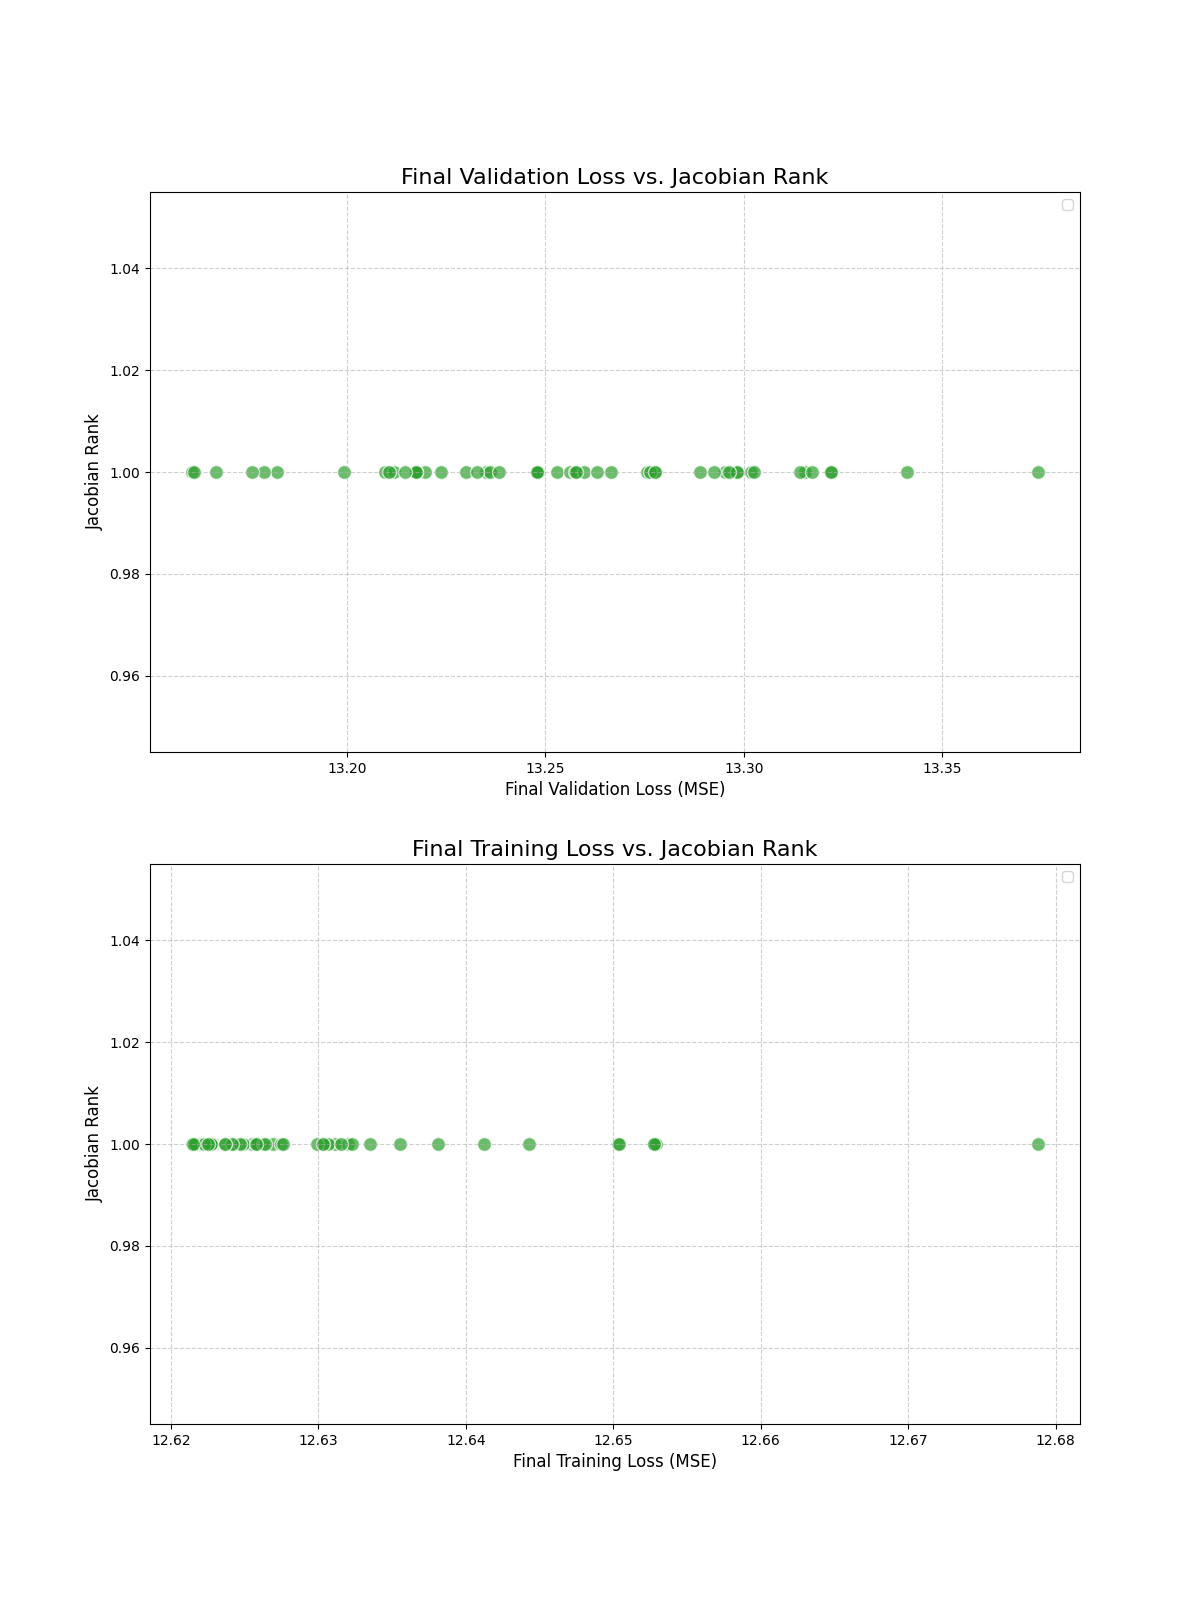 Final Validation Loss vs. Jacobian Rank
Jacobian Rank
1.04
1.02
1.00
0.98
0.96
13.20 13.25 13.30 13.35
Final Validation Loss (MSE)
Final Training Loss vs. Jacobian Rank
Jacobian Rank
1.04
1.02
1.00
0.98
0.96
12.62 12.63 12.64 12.65 12.66 12.67 12.68
Final Training Loss (MSE)